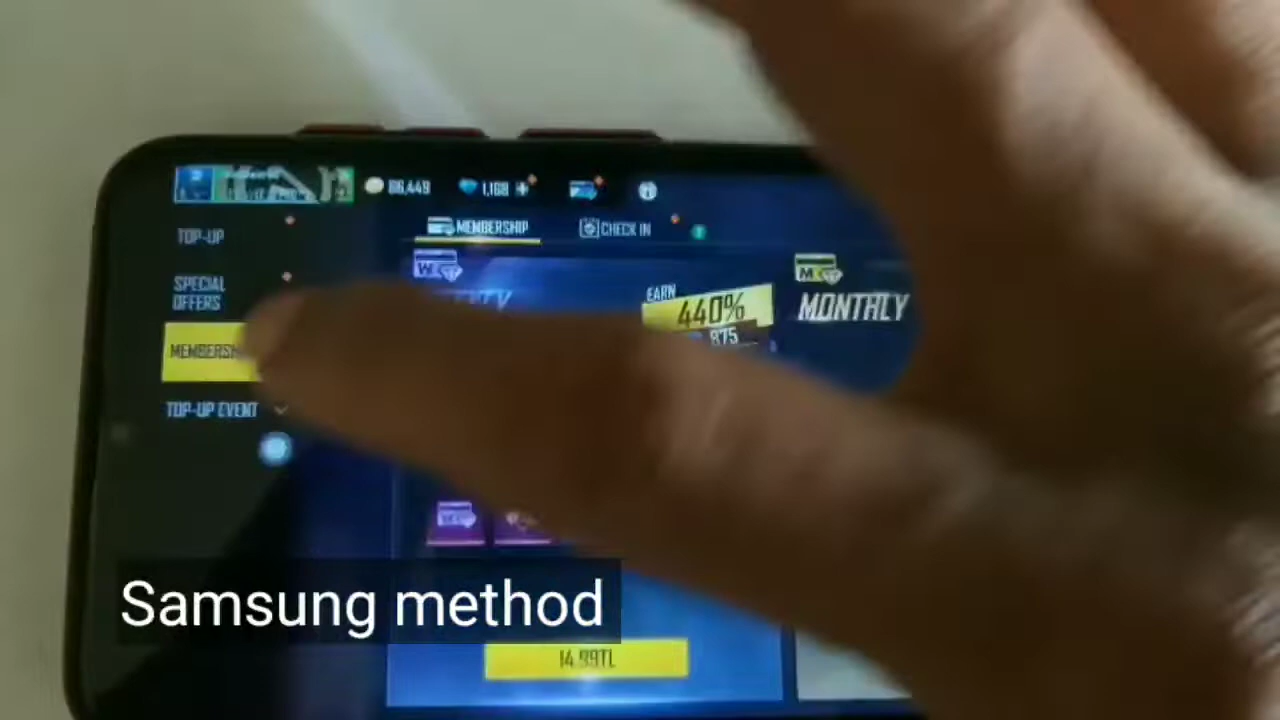 86,449
1,168
TOP-UP
MEMBERSHIP
CHECK IN
SPECIAL
OFFERS
EARN
440%
875
MONTHLY
TOP-UP EVENT
Samsung method
14.99TL